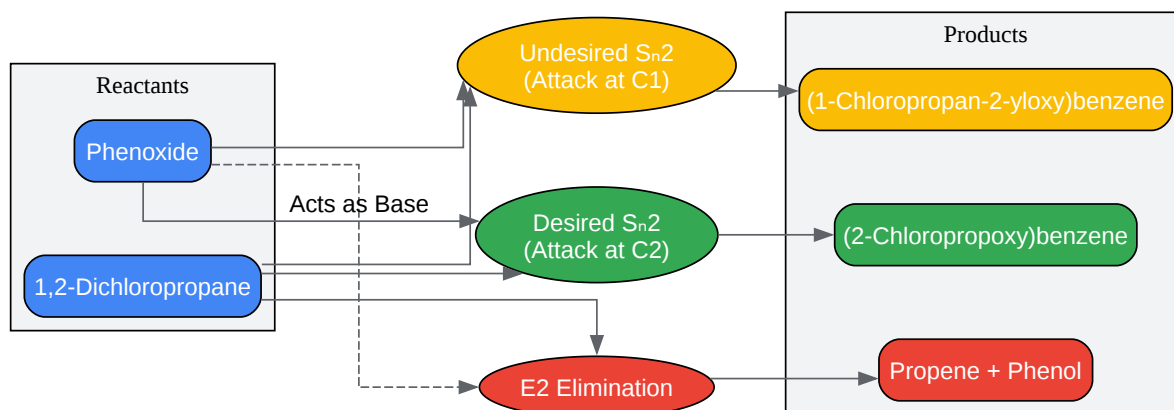 Reactants
Phenoxide
1,2-Dichloropropane
Acts as Base
Undesired Sₙ2
(Attack at C1)
Desired Sₙ2
(Attack at C2)
E2 Elimination
Products
(1-Chloropropan-2-yloxy)benzene
(2-Chloropropoxy)benzene
Propene + Phenol